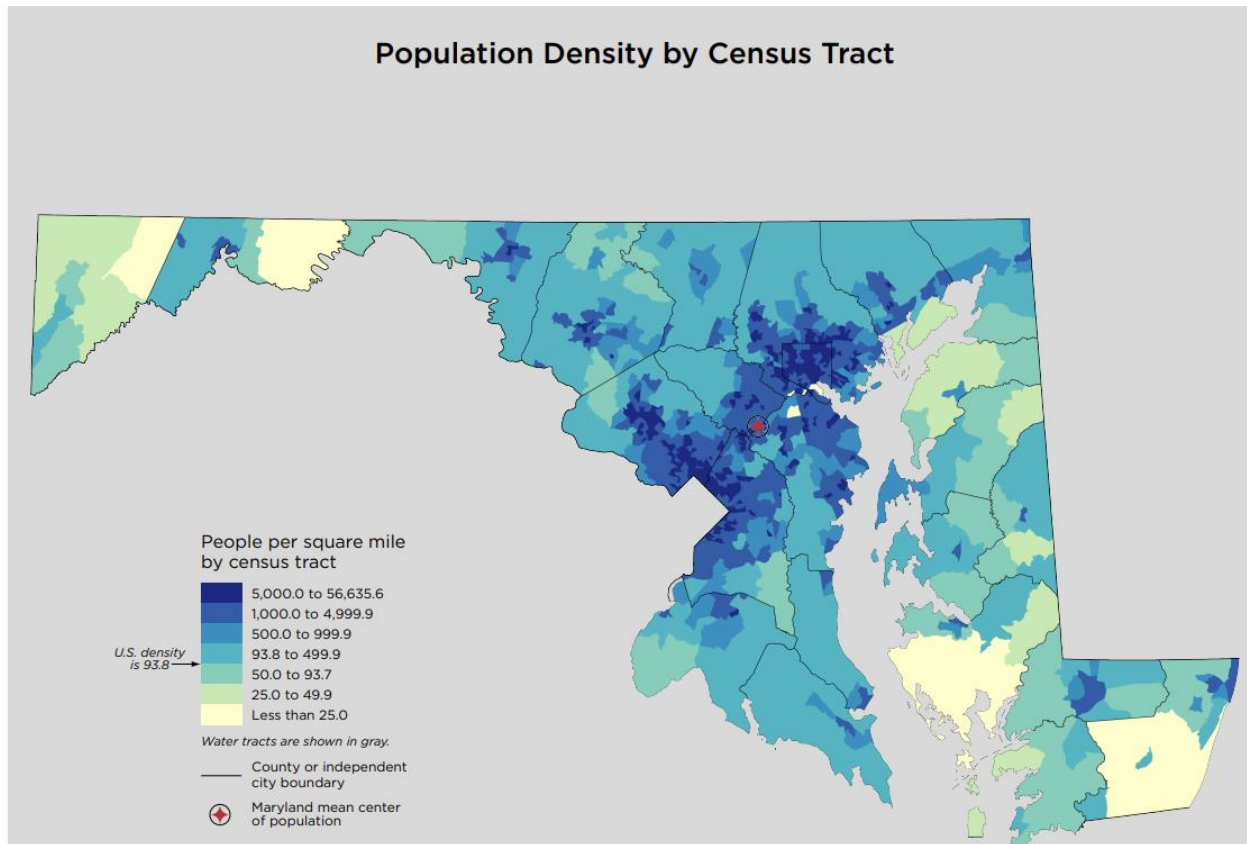 Population Density by Census Tract
People per square mile
by census tract
5,000.0 to 56,635.6
1,000.0 to 4,999.9
500.0 to 999.9
93.8 to 499.9
U.S. density
is 93.8
50.0 to 93.7
25.0 to 49.9
Less than 25.0
Water tracts are shown in gray.
County or independent
city boundary
Maryland mean center
of population